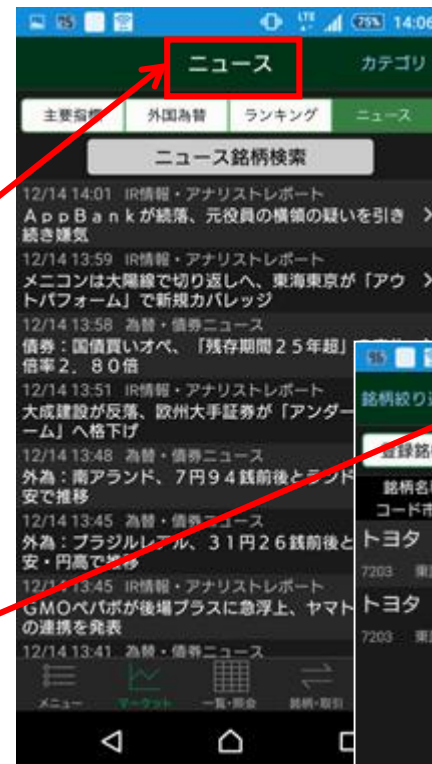 95
75%
14:06
ニュース
カテゴリ
主要指標
外国為替
ランキング
ニュース
ニュース銘柄検索
12/14 14:01 IR情報・アナリストレポート
AppBankが続落、元役員の横領の疑いを引き
続き嫌気
12/14 13:59 IR情報・アナリストレポート
メニコンは大陽線で切り返しへ、東海東京が「アウ
トパフォーム」で新規カバレッジ
12/14 13:58 為替・債券ニュース
債券:国債買いオペ、「残存期間25年超」
倍率2.80倍
12/14 13:51 IR情報・アナリストレポート
大成建設が反落、欧州大手証券が「アンダー
ーム」へ格下げ
12/14 13:48 為替・債券ニュース
外為:南アランド、7円94銭前後とランド
安で推移
12/14 13:45 為替・債券ニュース
外為:ブラジルレアル、31円26銭前後と
安・円高で推移
12/14 13:45 IR情報・アナリストレポート
GMOペパボが後場プラスに急浮上、ヤマト
の連携を発表
12/14 13:41 為替・債券ニュース
メニュー
マーケット
一覧・照会
銘柄・取引
95
銘柄絞り込
登録銘柄
銘柄名
コード市
トヨタ
7203
トヨタ
7203